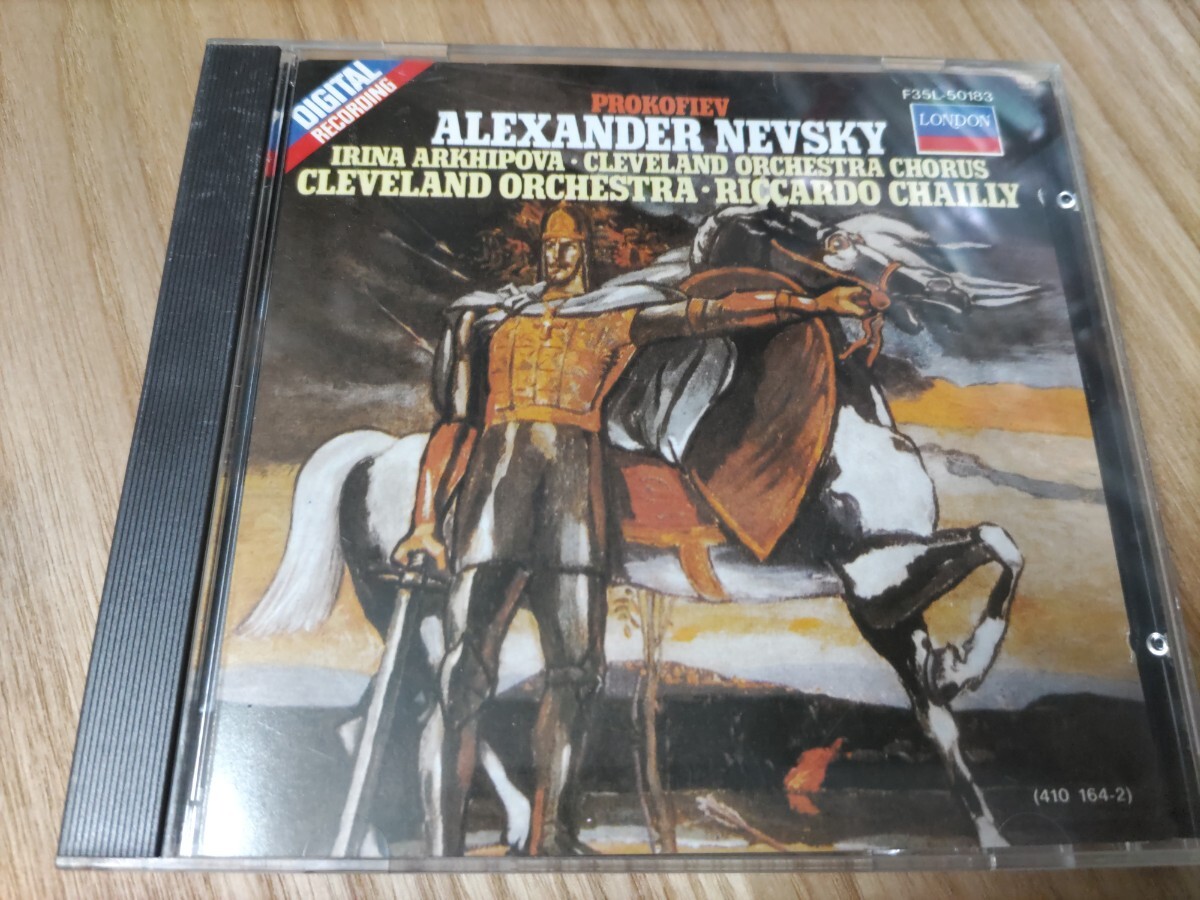 DIGITAL
RECORDING
F35L-50183
LONDON
PROKOFIEV
ALEXANDER NEVSKY
IRINA ARKHIPOVA · CLEVELAND ORCHESTRA CHORUS
CLEVELAND ORCHESTRA · RICCARDO CHAILLY
(410 164-2)